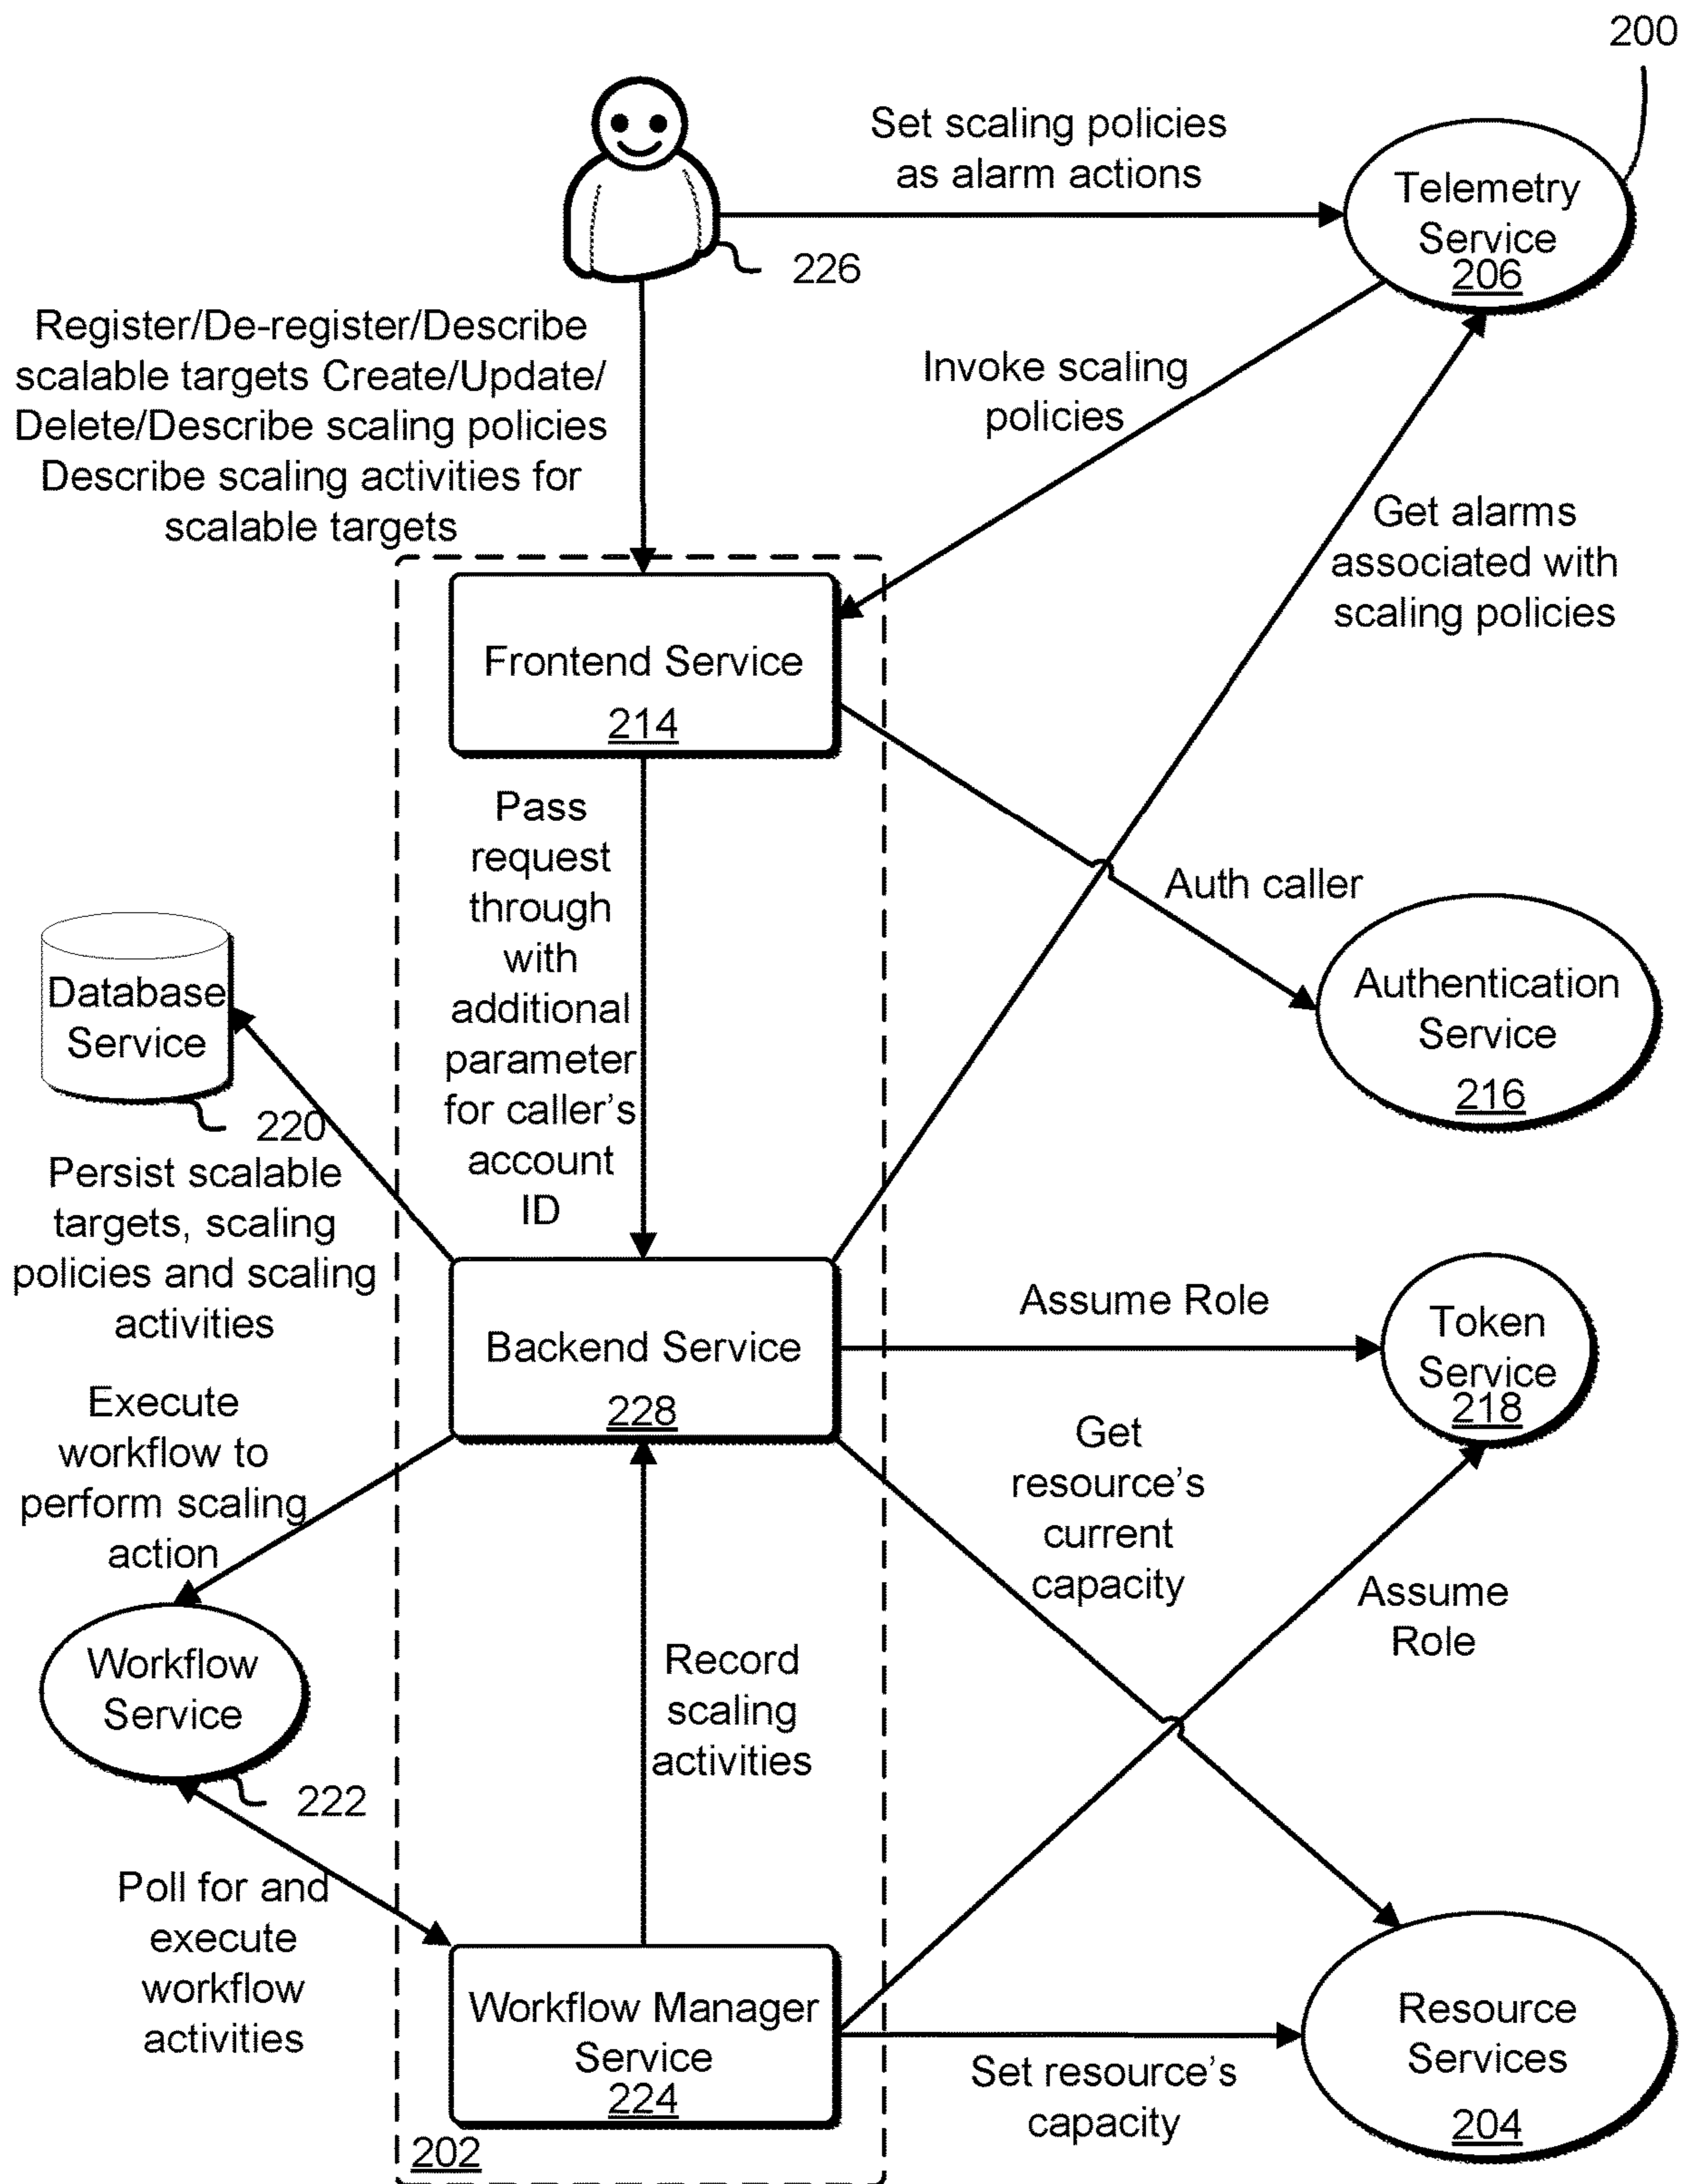 200
Set scaling policies
as alarm actions
Telemetry
Service
206
226
Register/De-register/Describe
scalable targets Create/Update/
Delete/Describe scaling policies
Describe scaling activities for
scalable targets
Invoke scaling
policies
Get alarms
associated with
scaling policies
Frontend Service
214
Pass
request
through
with
additional
parameter
for caller's
account
ID
Auth caller
Authentication
Service
216
Database
Service
220
Persist scalable
targets, scaling
policies and scaling
activities
Backend Service
228
Assume Role
Token
Service
218
Execute
workflow to
perform scaling
action
Get
resource's
current
capacity
Assume
Role
Workflow
Service
222
Record
scaling
activities
Poll for and
execute
workflow
activities
Workflow Manager
Service
224
Set resource's
capacity
Resource
Services
204
202